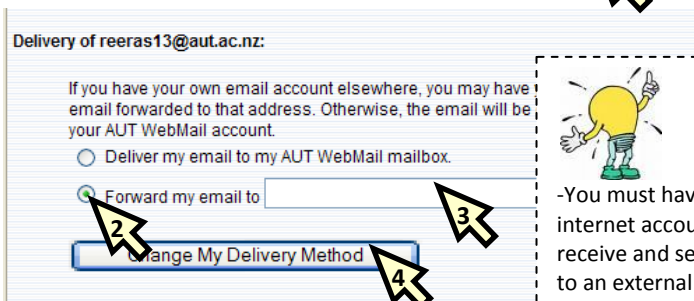 Delivery of reeras13@aut.ac.nz:
If you have your own email account elsewhere, you may have
email forwarded to that address. Otherwise, the email will be
your AUT WebMail account.
Deliver my email to my AUT WebMail mailbox.
Forward my email to
2
3
Change My Delivery Method
4
-You must hav
internet accou
receive and se
to an external